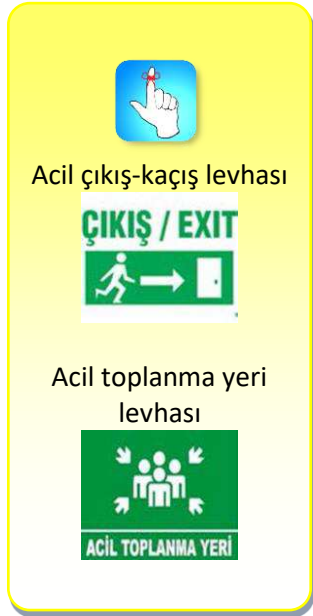 Acil çıkış-kaçış levhası
ÇIKIŞ / EXIT
Acil toplanma yeri
levhası
ACİL TOPLANMA YERİ